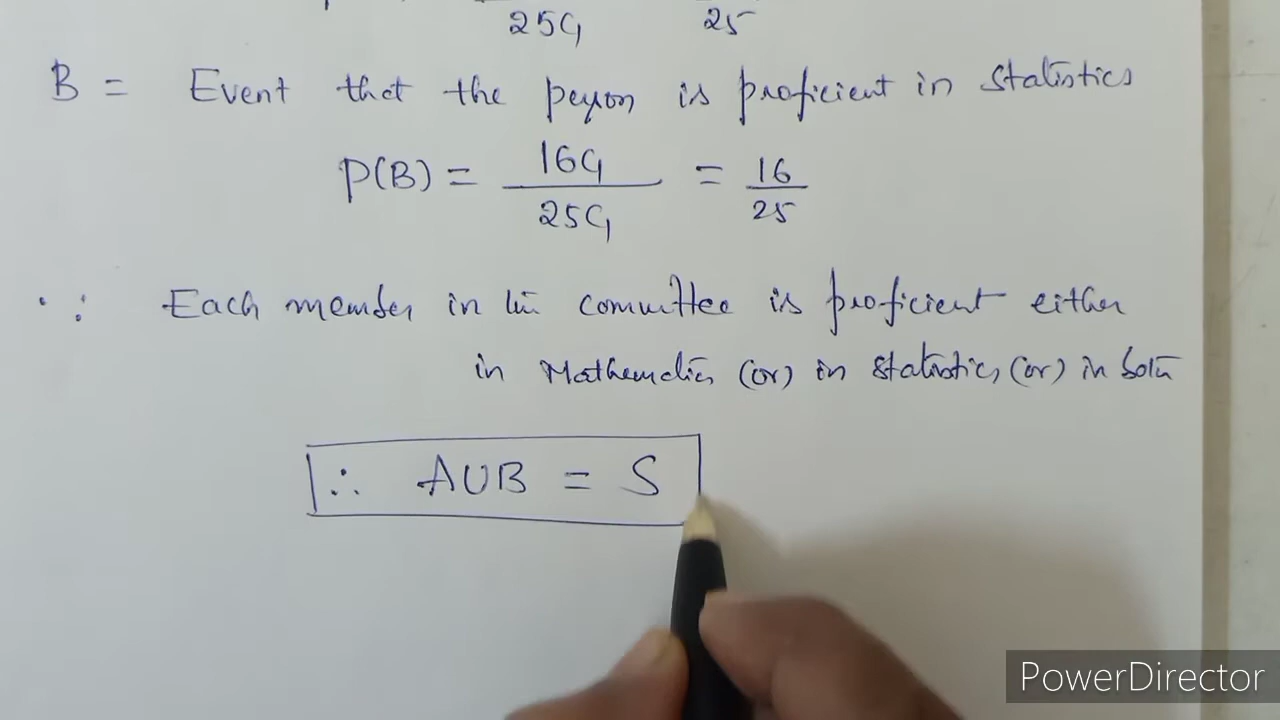 25C₁ 25
B = Event that the person is proficient in Statistics
P(B) = 16C₁ / 25C₁ = 16 / 25
∵ Each member in the committee is proficient either
in Mathematics (or) in Statistics, (or) in both
∴ A∪B = S
PowerDirector